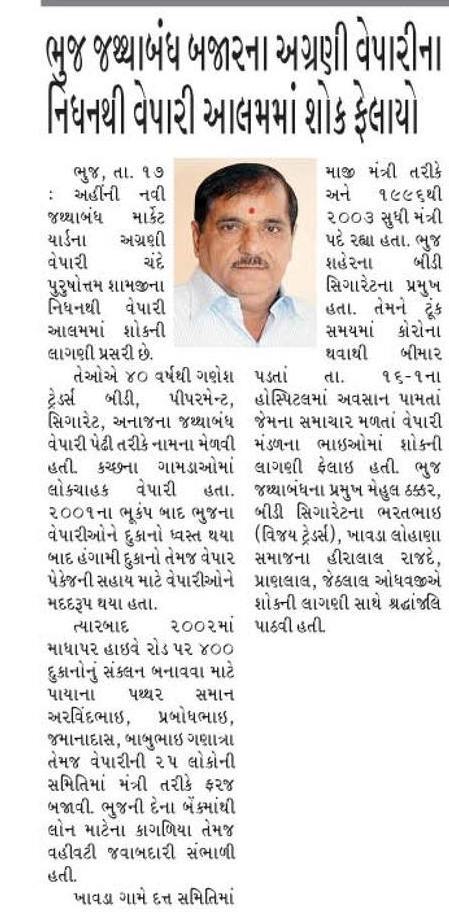 ભુજ જથ્થાબંધ બજારના અગ્રણી વેપારીના
નિધનથી વેપારી આલમમાં શોક ફેલાયો
ભુજ, તા. ૧૭
: અહીંની નવી
જથ્થાબંધ માર્કેટ
યાર્ડના અગ્રણી
વેપારી ચંદે
પુરુષોત્તમ શામજીના
નિધનથી વેપારી
આલમમાં શોકની
લાગણી પ્રસરી છે.
તેઓએ ૪૦ વર્ષથી ગણેશ
ટ્રેડર્સ બીડી, પીપરમેન્ટ,
સિગારેટ, અનાજના જથ્થાબંધ
વેપારી પેઢી તરીકે નામના મેળવી
હતી. કચ્છના ગામડાઓમાં
લોકચાહક વેપારી હતા.
૨૦૦૧ના ભૂકંપ બાદ ભુજના
વેપારીઓને દુકાનો ધ્વસ્ત થયા
બાદ હંગામી દુકાનો તેમજ વેપાર
પેકેજની સહાય માટે વેપારીઓને
મદદરૂપ થયા હતા.
ત્યારબાદ ૨૦૦૨માં
માધાપર હાઇવે રોડ પર ૪૦૦
દુકાનોનું સંકલન બનાવવા માટે
પાયાના પથ્થર સમાન
અરવિંદભાઇ, પ્રબોધભાઇ,
જમાનાદાસ, બાબુભાઇ ગણાત્રા
તેમજ વેપારીની ૨૫ લોકોની
સમિતિમાં મંત્રી તરીકે ફરજ
બજાવી. ભુજની દેના બેંકમાંથી
લોન માટેના કાગળિયા તેમજ
વહીવટી જવાબદારી સંભાળી
હતી.
ખાવડા ગામે દત્ત સમિતિમાં
માજી મંત્રી તરીકે
અને ૧૯૯૬થી
૨૦૦૩ સુધી મંત્રી
પદે રહ્યા હતા. ભુજ
શહેરના બીડી
સિગારેટના પ્રમુખ
હતા. તેમને ટૂંક
સમયમાં કોરોના
થવાથી બીમાર
પડતાં તા. ૧૬-૧ના
હોસ્પિટલમાં અવસાન પામતાં
જેમના સમાચાર મળતાં વેપારી
મંડળના ભાઇઓમાં શોકની
લાગણી ફેલાઇ હતી. ભુજ
જથ્થાબંધના પ્રમુખ મેહુલ ઠક્કર,
બીડી સિગારેટના ભરતભાઇ
(વિજય ટ્રેડર્સ), ખાવડા લોહાણા
સમાજના હીરાલાલ રાજદે,
પ્રાણલાલ, જેઠાલાલ ઓધવજીએ
શોકની લાગણી સાથે શ્રદ્ધાંજલિ
પાઠવી હતી.